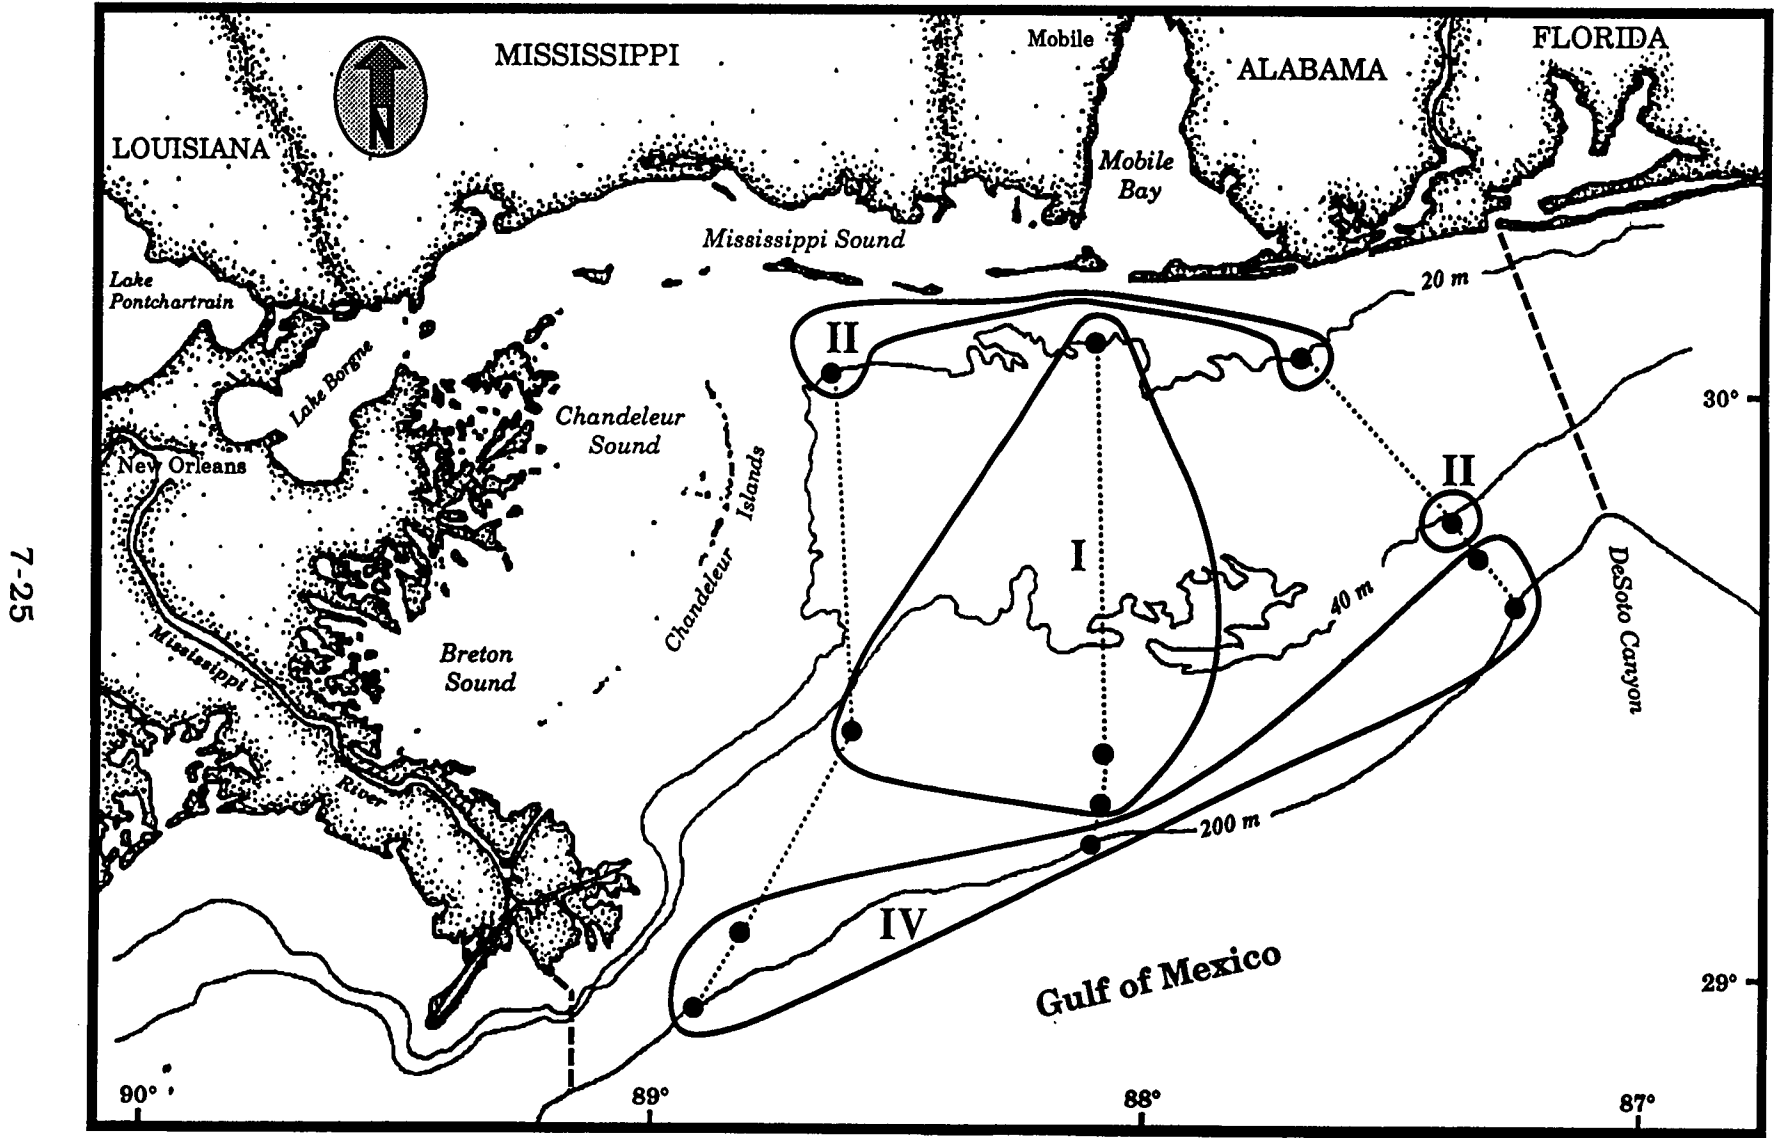 MISSISSIPPI
Mobile
ALABAMA
FLORIDA
N
LOUISIANA
Mobile
Bay
Mississippi Sound
Lake
Pontchartrain
20 m
II
Lake Borgne
30°
Chandeleur
Sound
New Orleans
Chandeleur Islands
II
I
7-25
DeSoto Canyon
40 m
Mississippi River
Breton
Sound
200 m
IV
Gulf of Mexico
29°
90°
89°
88°
87°